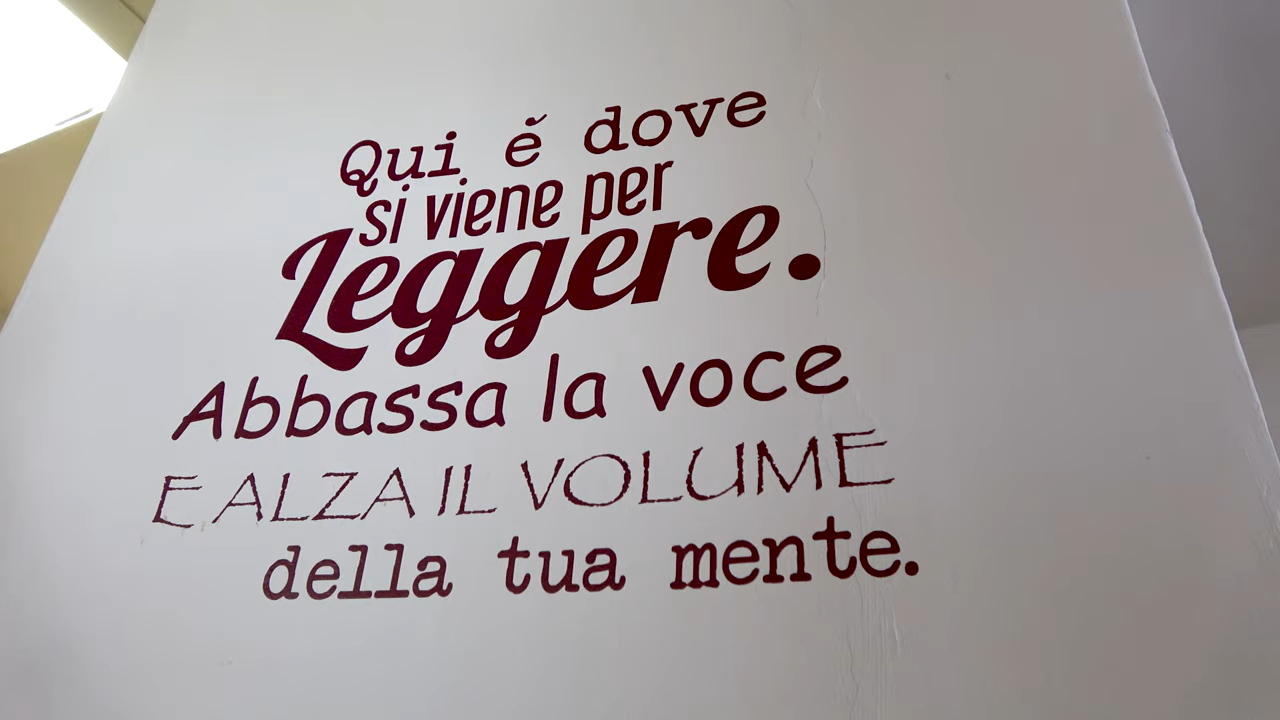 Qui ĕ dove
si viene per
Leggere.
Abbassa la voce
E ALZA IL VOLUME
della tua mente.